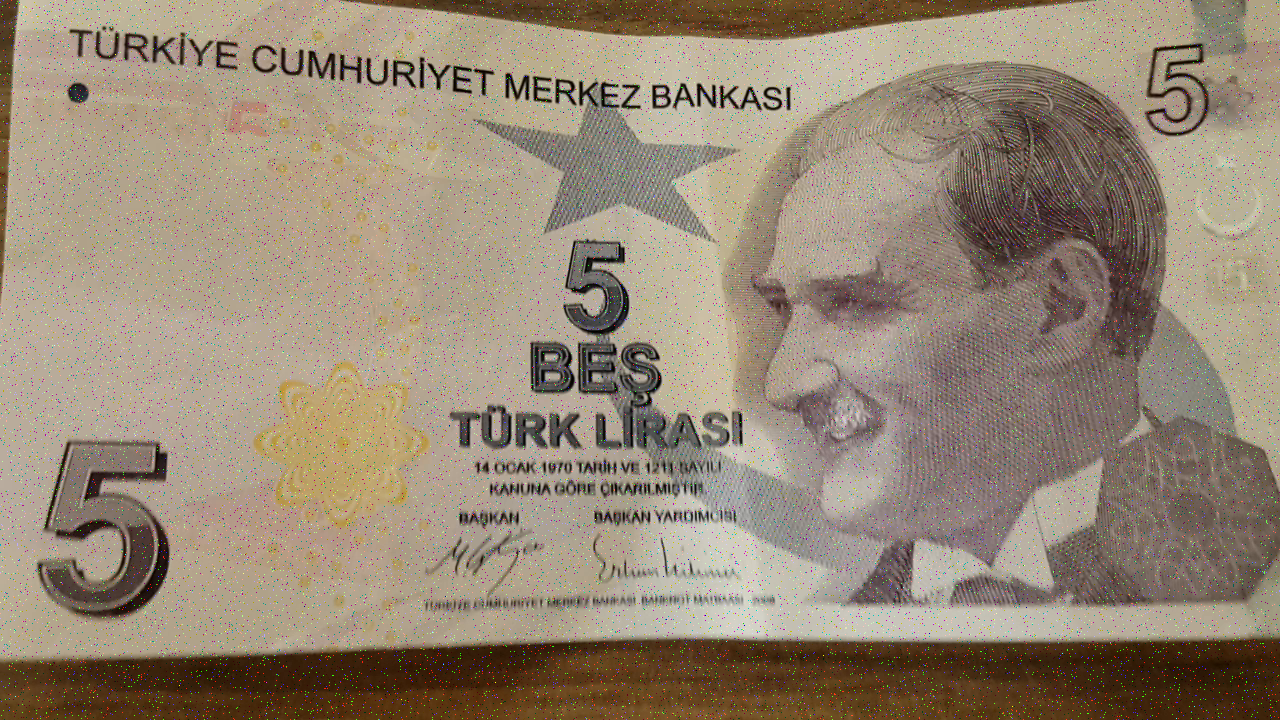 TÜRKİYE CUMHURİYET MERKEZ BANKASI
5
5
BEŞ
TÜRK LİRASI
14 OCAK 1970 TARİH VE 1211 SAYILI
KANUNA GÖRE ÇIKARILMIŞTIR.
BAŞKAN BAŞKAN YARDIMCISI
5
TÜRKİYE CUMHURİYET MERKEZ BANKASI BANKNOT MATBAASI